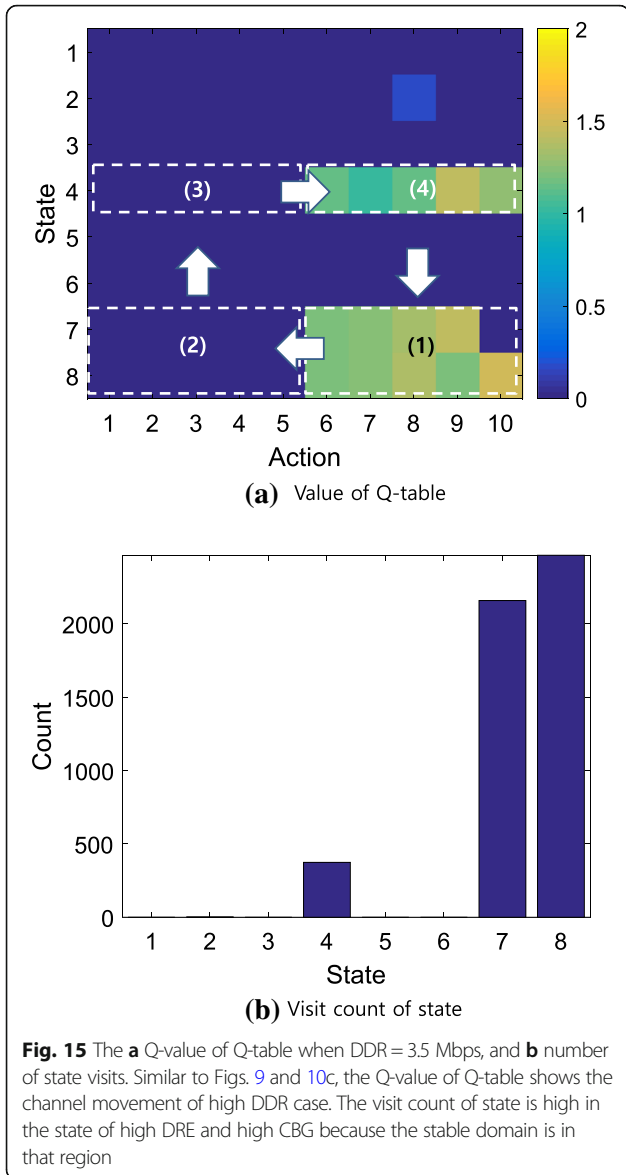 1
2
3
4
5
6
7
8
State
(3)
(4)
(2)
(1)
1 2 3 4 5 6 7 8 9 10
Action
2
1.5
1
0.5
0
(a) Value of Q-table
2000
1500
1000
500
0
Count
1 2 3 4 5 6 7 8
State
(b) Visit count of state
Fig. 15 The a Q-value of Q-table when DDR = 3.5 Mbps, and b number
of state visits. Similar to Figs. 9 and 10c, the Q-value of Q-table shows the
channel movement of high DDR case. The visit count of state is high in
the state of high DRE and high CBG because the stable domain is in
that region